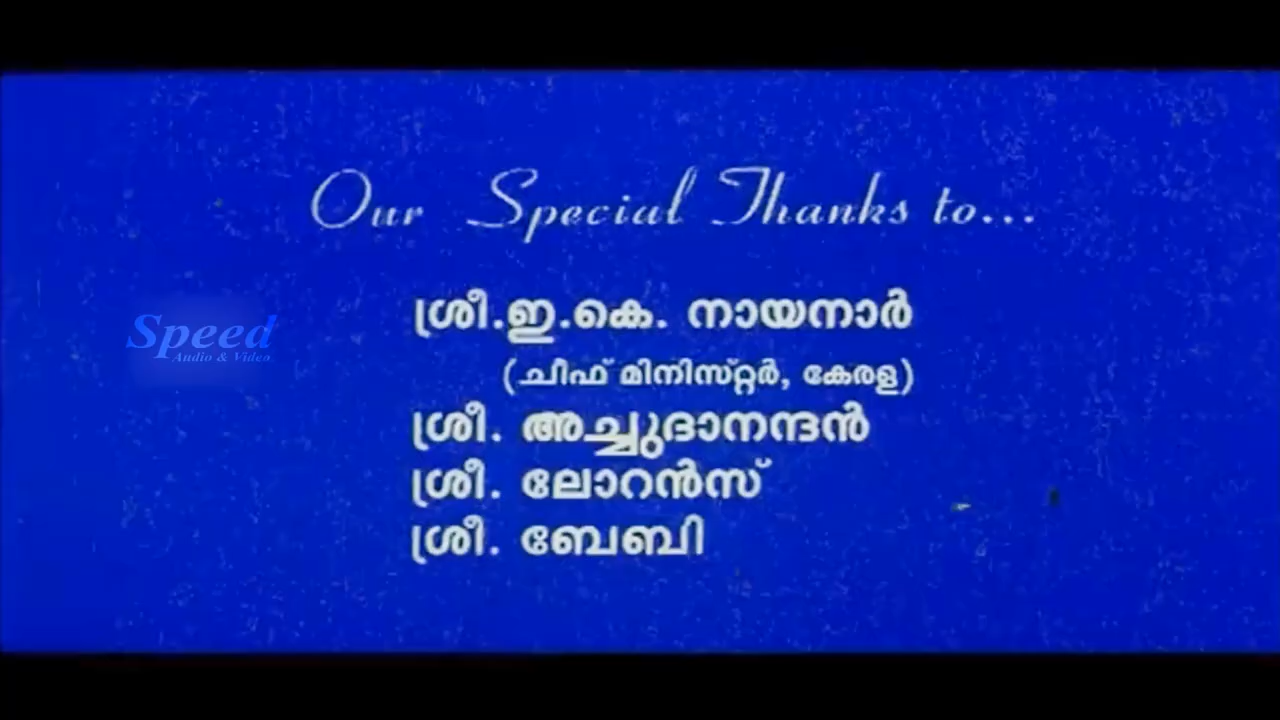 Our Special Thanks to...
ശ്രീ.ഇ.കെ. നായനാർ
Speed
Audio & Video
(ചീഫ് മിനിസ്റ്റർ, കേരള)
ശ്രീ. അച്ചുദാനന്ദൻ
ശ്രീ. ലോറൻസ്
ശ്രീ. ബേബി